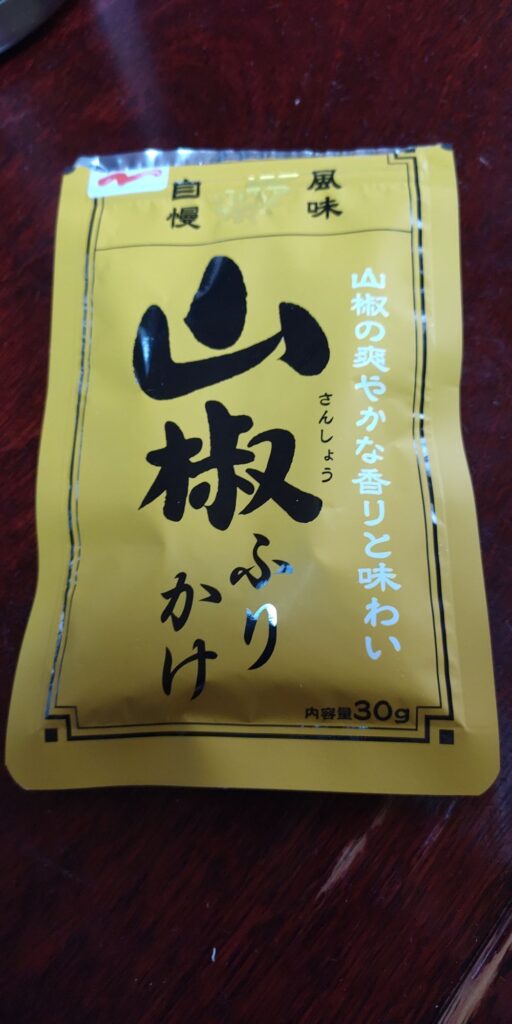 風味
自慢
山椒の爽やかな香りと味わい
山椒
さんしょう
ふり
かけ
内容量30g